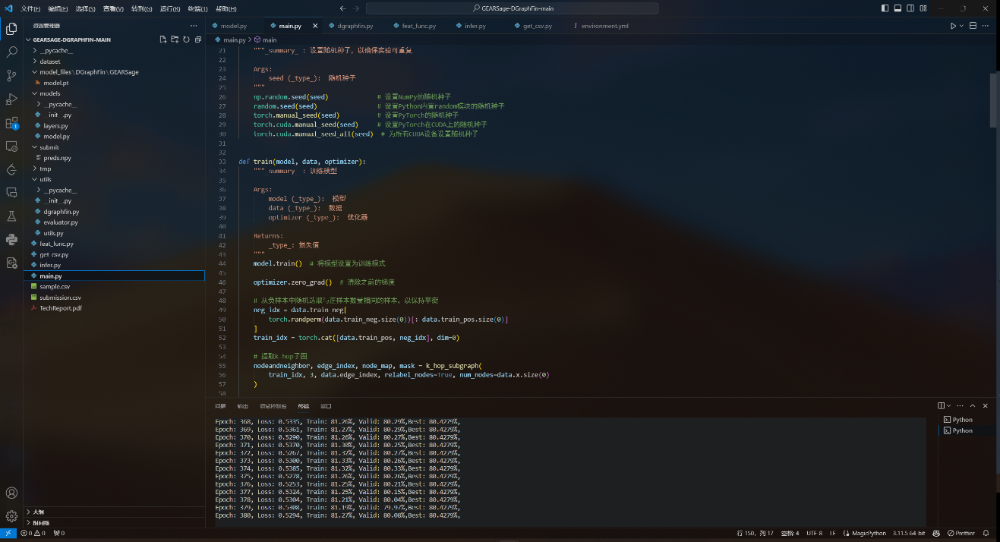 文件(F) 编辑(E) 选择(S) 查看(V) 转到(G) 运行(R) 终端(T) 帮助(H)
GEARSage-DGraphFin-main
资源管理器
GEARSAGE-DGRAPHFIN-MAIN
__pycache__
dataset
model_files\DGraphFin\GEARSage
model.pt
models
__pycache__
__init__.py
layers.py
model.py
submit
preds.npy
tmp
utils
__pycache__
__init__.py
dgraphfin.py
evaluator.py
utils.py
feat_func.py
get_csv.py
infer.py
main.py
sample.csv
submission.csv
TechReport.pdf
大纲
时间线
1
model.py
main.py
dgraphfin.py
feat_func.py
infer.py
get_csv.py
environment.yml
main.py > main
21 """_summary_ : 设置随机种子，以确保实验可重复
22
23 Args:
24 seed (_type_): 随机种子
25 """
26 np.random.seed(seed) # 设置NumPy的随机种子
27 random.seed(seed) # 设置Python内置random模块的随机种子
28 torch.manual_seed(seed) # 设置PyTorch的随机种子
29 torch.cuda.manual_seed(seed) # 设置PyTorch在CUDA上的随机种子
30 torch.cuda.manual_seed_all(seed) # 为所有CUDA设备设置随机种子
31
32
33 def train(model, data, optimizer):
34 """_summary_ : 训练模型
35
36 Args:
37 model (_type_): 模型
38 data (_type_): 数据
39 optimizer (_type_): 优化器
40
41 Returns:
42 _type_: 损失值
43 """
44 model.train() # 将模型设置为训练模式
45
46 optimizer.zero_grad() # 清除之前的梯度
47
48 # 从负样本中随机选取与正样本数量相同的样本，以保持平衡
49 neg_idx = data.train_neg[
50 torch.randperm(data.train_neg.size(0))[: data.train_pos.size(0)]
51 ]
52 train_idx = torch.cat([data.train_pos, neg_idx], dim=0)
53
54 # 提取k-hop子图
55 nodeandneighbor, edge_index, node_map, mask = k_hop_subgraph(
56 train_idx, 3, data.edge_index, relabel_nodes=True, num_nodes=data.x.size(0)
57 )
58
问题 输出 调试控制台 终端 端口
Epoch: 368, Loss: 0.5335, Train: 81.26%, Valid: 80.29%,Best: 80.4279%,
Epoch: 369, Loss: 0.5361, Train: 81.27%, Valid: 80.29%,Best: 80.4279%,
Epoch: 370, Loss: 0.5290, Train: 81.26%, Valid: 80.27%,Best: 80.4279%,
Epoch: 371, Loss: 0.5370, Train: 81.30%, Valid: 80.25%,Best: 80.4279%,
Epoch: 372, Loss: 0.5267, Train: 81.32%, Valid: 80.27%,Best: 80.4279%,
Epoch: 373, Loss: 0.5300, Train: 81.33%, Valid: 80.26%,Best: 80.4279%,
Epoch: 374, Loss: 0.5385, Train: 81.32%, Valid: 80.33%,Best: 80.4279%,
Epoch: 375, Loss: 0.5278, Train: 81.26%, Valid: 80.26%,Best: 80.4279%,
Epoch: 376, Loss: 0.5253, Train: 81.25%, Valid: 80.21%,Best: 80.4279%,
Epoch: 377, Loss: 0.5324, Train: 81.25%, Valid: 80.15%,Best: 80.4279%,
Epoch: 378, Loss: 0.5304, Train: 81.21%, Valid: 80.04%,Best: 80.4279%,
Epoch: 379, Loss: 0.5308, Train: 81.19%, Valid: 79.97%,Best: 80.4279%,
Epoch: 380, Loss: 0.5294, Train: 81.27%, Valid: 80.08%,Best: 80.4279%,
Python
Python
0 0 0
行 150，列 17 空格: 4 UTF-8 LF MagicPython 3.11.5 64-bit Prettier